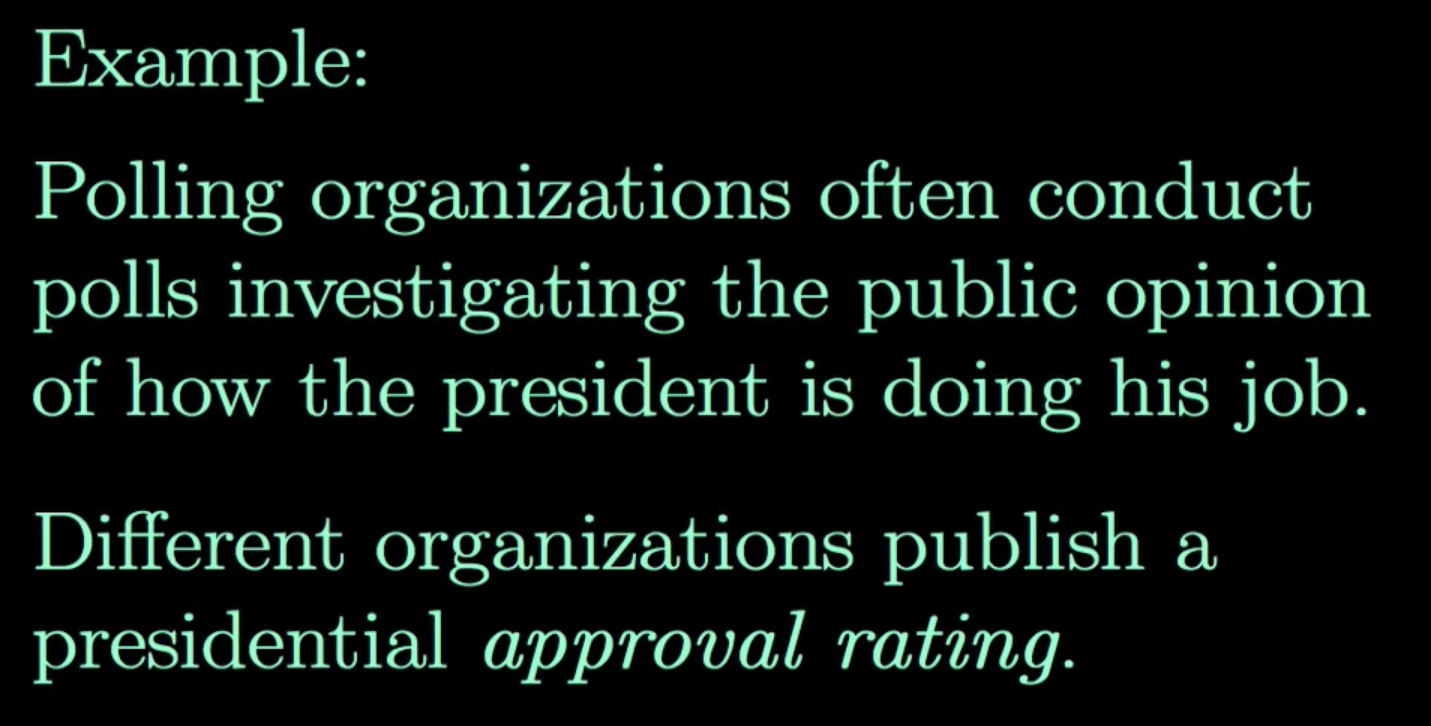 Example:
Polling organizations often conduct
polls investigating the public opinion
of how the president is doing his job.
Different organizations publish a
presidential approval rating.